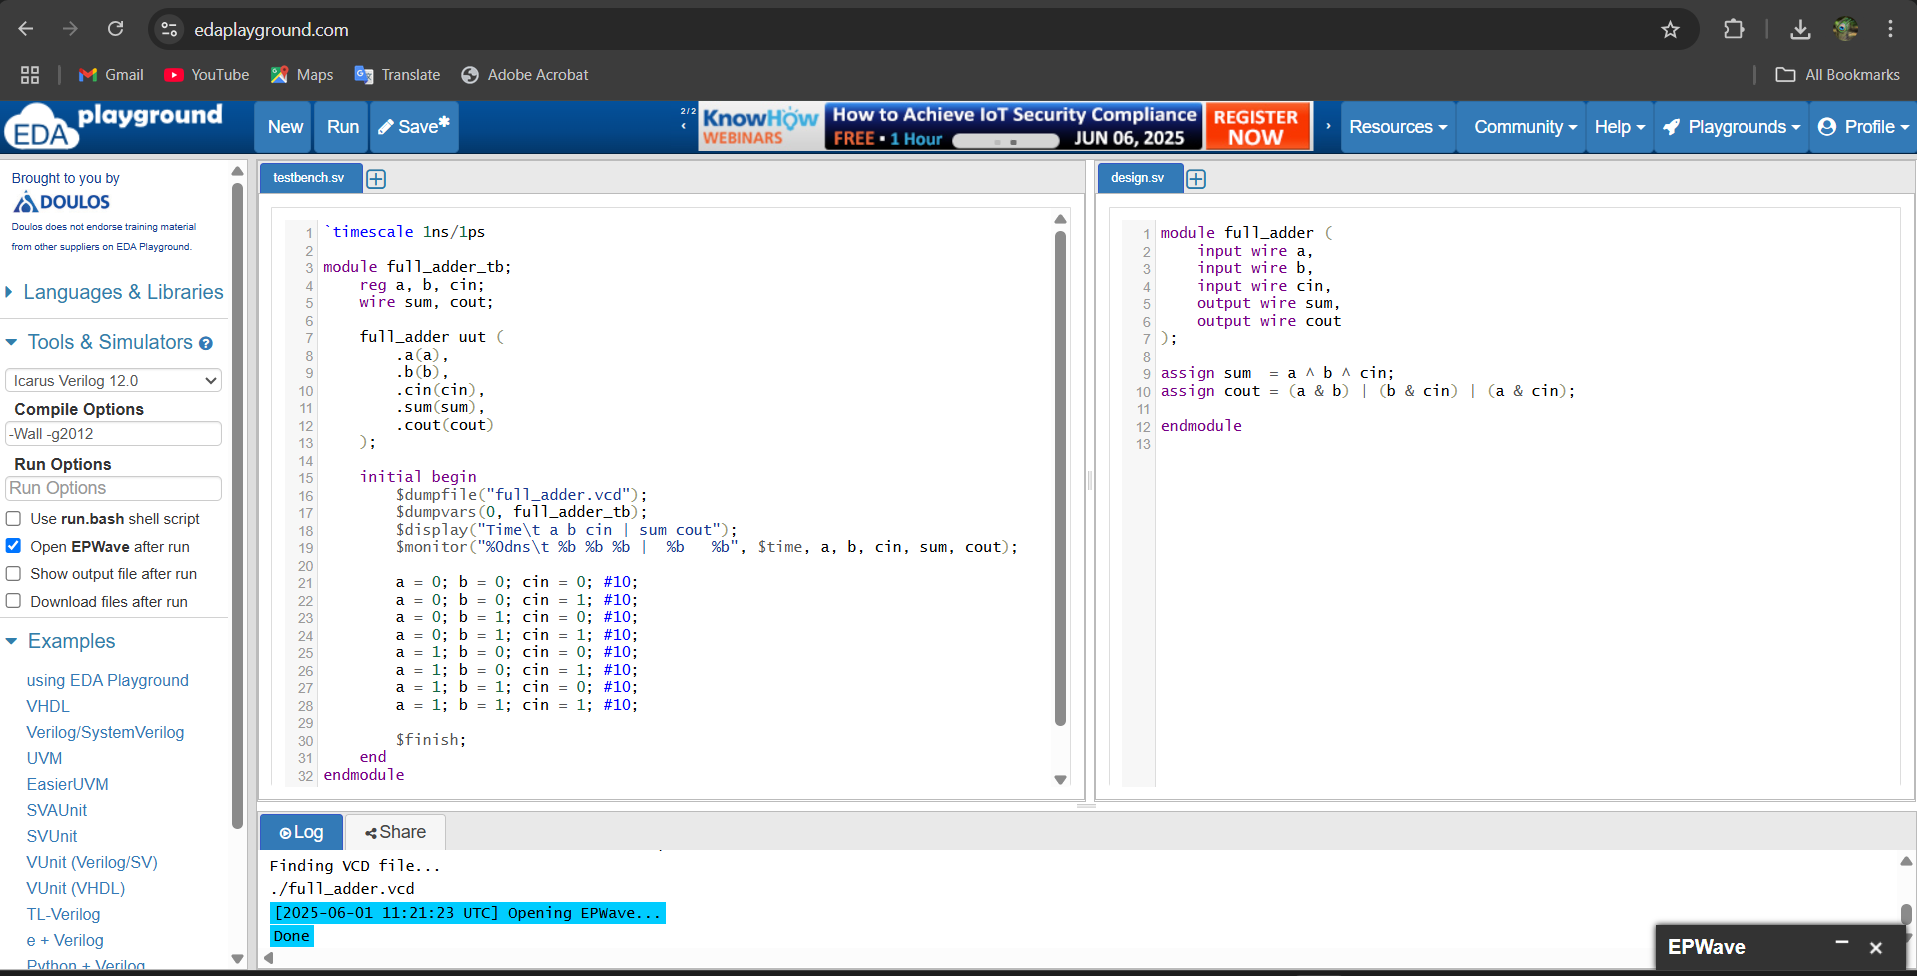 edaplayground.com
Gmail
YouTube
Maps
Translate
Adobe Acrobat
All Bookmarks
EDA playground
New
Run
Save*
2/2
KnowHow WEBINARS
How to Achieve IoT Security Compliance
FREE • 1 Hour
JUN 06, 2025
REGISTER NOW
Resources
Community
Help
Playgrounds
Profile
Brought to you by
DOULOS
Doulos does not endorse training material
from other suppliers on EDA Playground.
Languages & Libraries
Tools & Simulators
Icarus Verilog 12.0
Compile Options
-Wall -g2012
Run Options
Run Options
Use run.bash shell script
Open EPWave after run
Show output file after run
Download files after run
Examples
using EDA Playground
VHDL
Verilog/SystemVerilog
UVM
EasierUVM
SVAUnit
SVUnit
VUnit (Verilog/SV)
VUnit (VHDL)
TL-Verilog
e + Verilog
Python + Verilog
testbench.sv
1 `timescale 1ns/1ps
2
3 module full_adder_tb;
4     reg a, b, cin;
5     wire sum, cout;
6
7     full_adder uut (
8         .a(a),
9         .b(b),
10         .cin(cin),
11         .sum(sum),
12         .cout(cout)
13     );
14
15     initial begin
16         $dumpfile("full_adder.vcd");
17         $dumpvars(0, full_adder_tb);
18         $display("Time\t a b cin | sum cout");
19         $monitor("%0dns\t %b %b %b |  %b   %b", $time, a, b, cin, sum, cout);
20
21         a = 0; b = 0; cin = 0; #10;
22         a = 0; b = 0; cin = 1; #10;
23         a = 0; b = 1; cin = 0; #10;
24         a = 0; b = 1; cin = 1; #10;
25         a = 1; b = 0; cin = 0; #10;
26         a = 1; b = 0; cin = 1; #10;
27         a = 1; b = 1; cin = 0; #10;
28         a = 1; b = 1; cin = 1; #10;
29
30         $finish;
31     end
32 endmodule
design.sv
1 module full_adder (
2     input wire a,
3     input wire b,
4     input wire cin,
5     output wire sum,
6     output wire cout
7 );
8
9 assign sum  = a ^ b ^ cin;
10 assign cout = (a & b) | (b & cin) | (a & cin);
11
12 endmodule
13
Log
Share
Finding VCD file...
./full_adder.vcd
[2025-06-01 11:21:23 UTC] Opening EPWave...
Done
EPWave